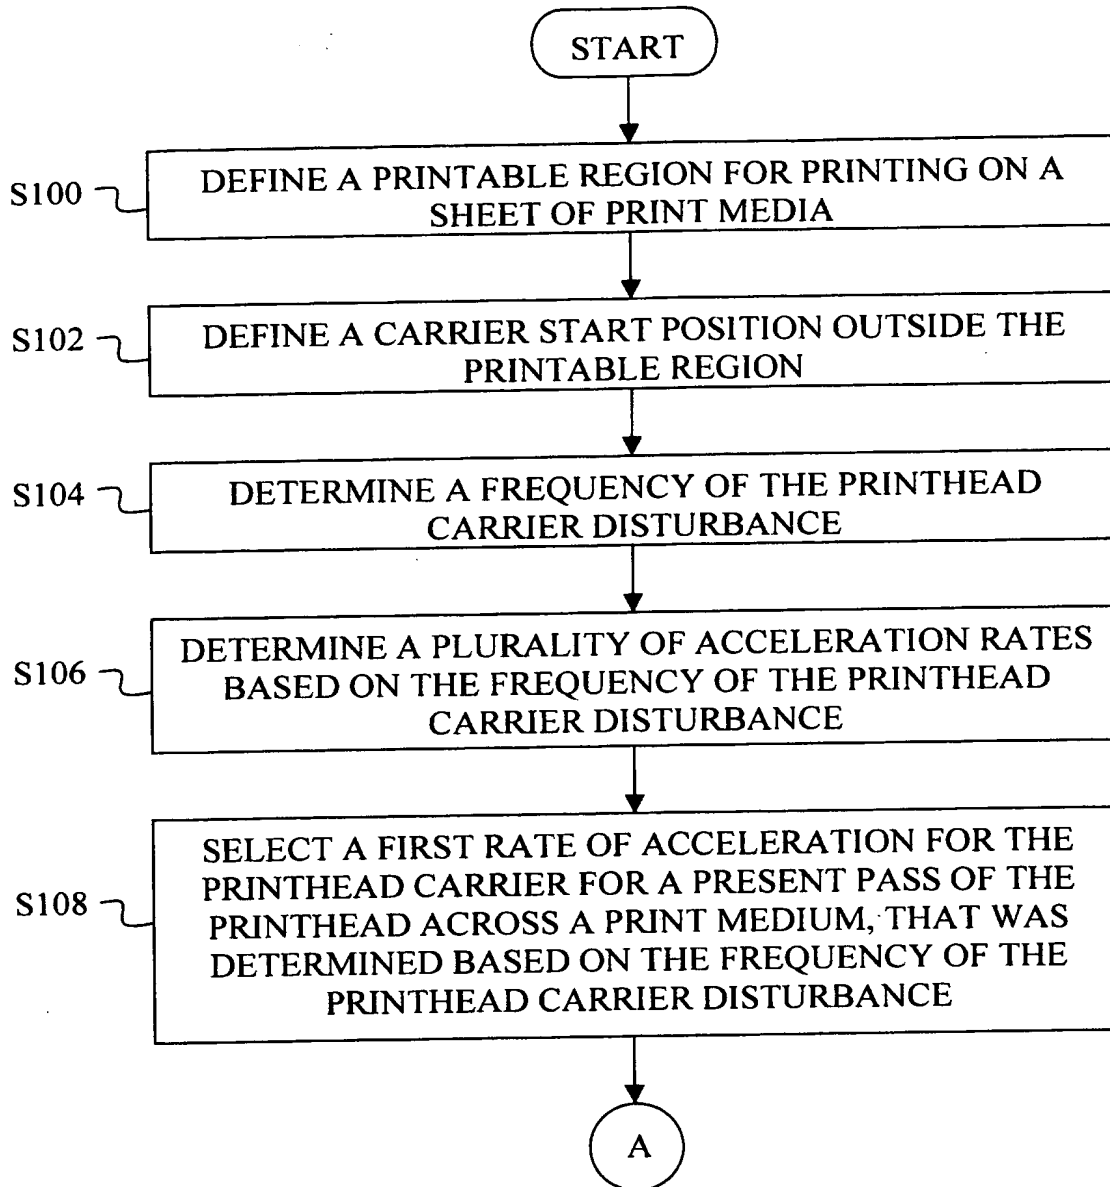 START
S100
DEFINE A PRINTABLE REGION FOR PRINTING ON A
SHEET OF PRINT MEDIA
S102
DEFINE A CARRIER START POSITION OUTSIDE THE
PRINTABLE REGION
S104
DETERMINE A FREQUENCY OF THE PRINTHEAD
CARRIER DISTURBANCE
S106
DETERMINE A PLURALITY OF ACCELERATION RATES
BASED ON THE FREQUENCY OF THE PRINTHEAD
CARRIER DISTURBANCE
S108
SELECT A FIRST RATE OF ACCELERATION FOR THE
PRINTHEAD CARRIER FOR A PRESENT PASS OF THE
PRINTHEAD ACROSS A PRINT MEDIUM, THAT WAS
DETERMINED BASED ON THE FREQUENCY OF THE
PRINTHEAD CARRIER DISTURBANCE
A